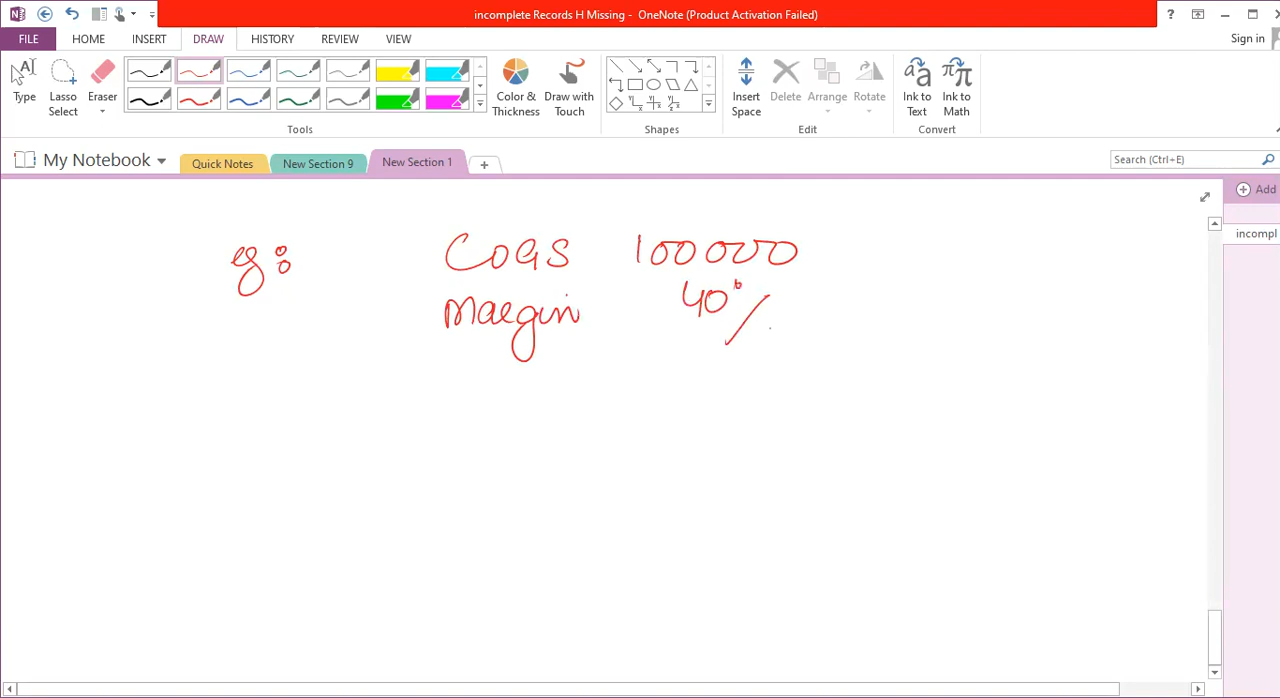 incomplete Records H Missing - OneNote (Product Activation Failed)
?
FILE HOME INSERT DRAW HISTORY REVIEW VIEW
Sign in
Type
Lasso Select
Eraser
Color & Thickness
Draw with Touch
Insert Space
Delete
Arrange
Rotate
Ink to Text
Ink to Math
Tools
Shapes
Edit
Convert
My Notebook
Quick Notes
New Section 9
New Section 1
Search (Ctrl+E)
Add
incompl
eg:
COGS 100000
Margin 40%